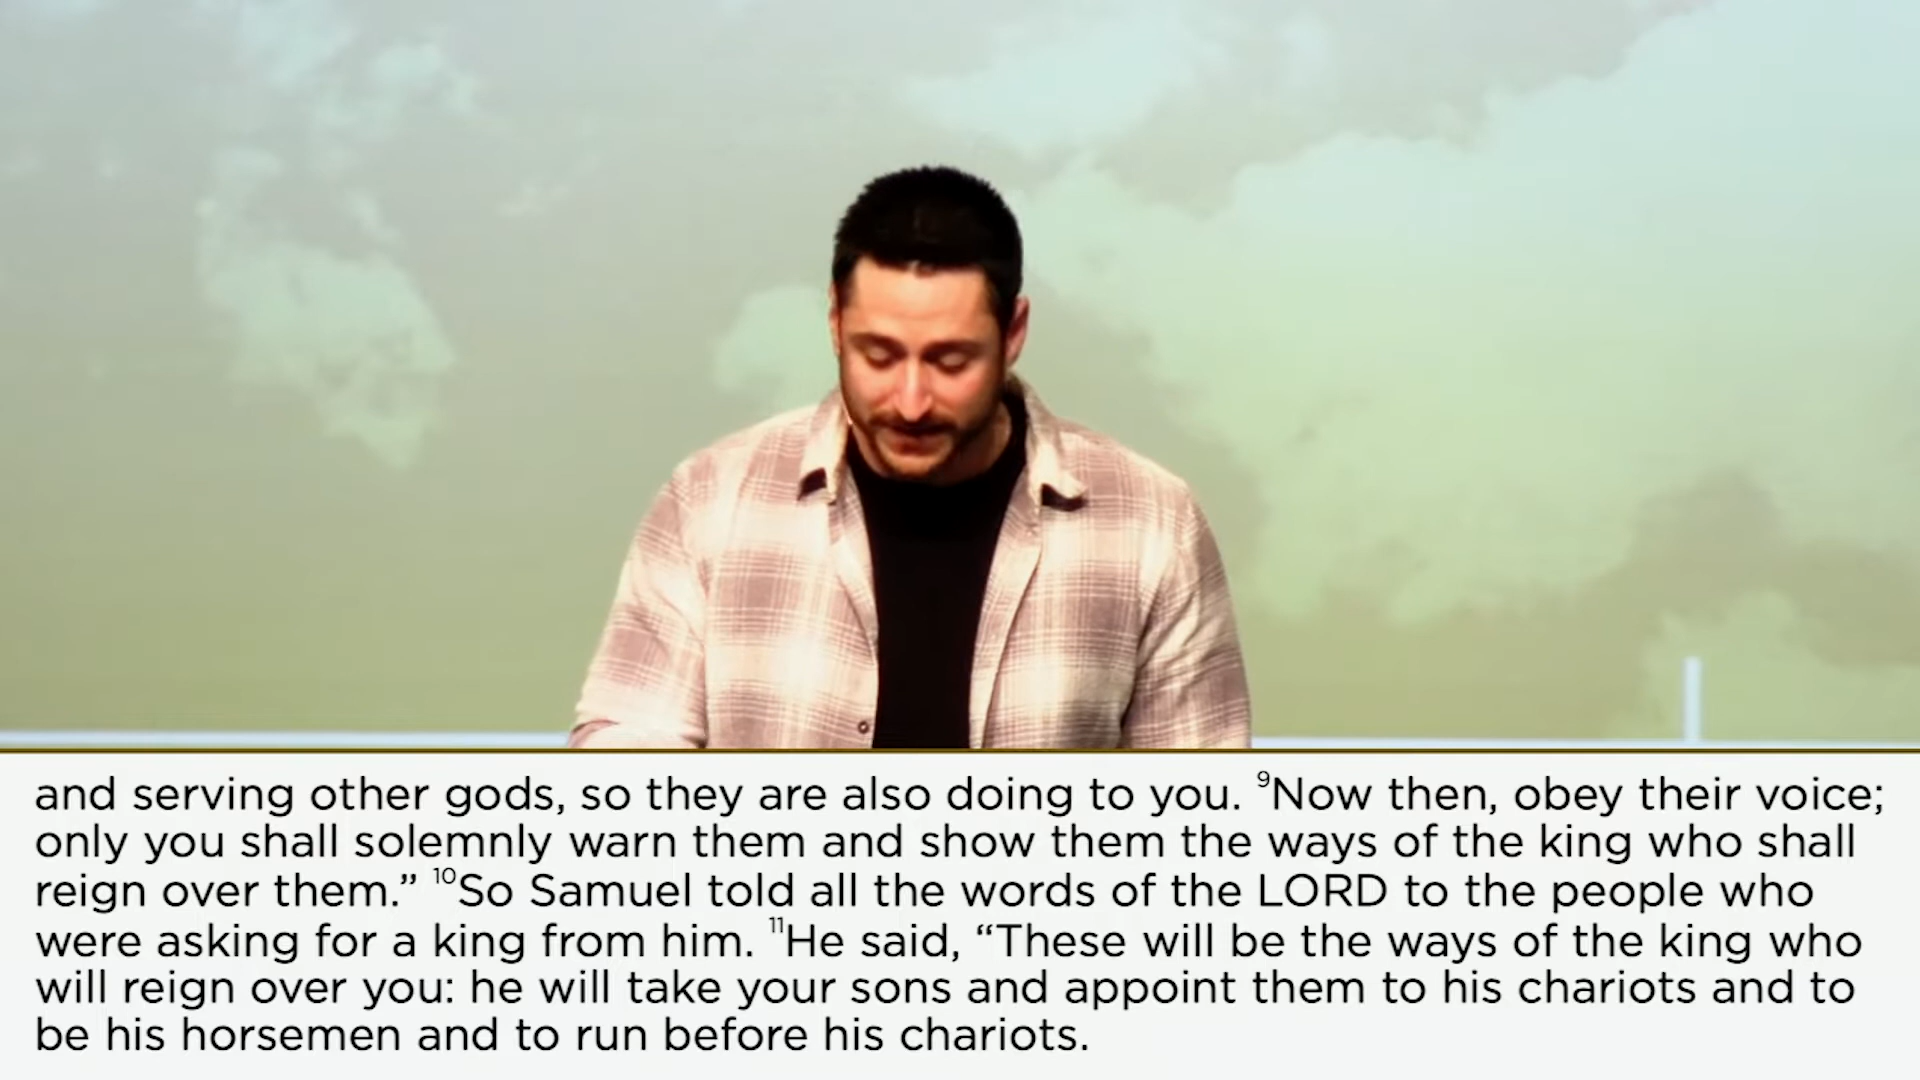 and serving other gods, so they are also doing to you. ⁹Now then, obey their voice;
only you shall solemnly warn them and show them the ways of the king who shall
reign over them.” ¹⁰So Samuel told all the words of the LORD to the people who
were asking for a king from him. ¹¹He said, “These will be the ways of the king who
will reign over you: he will take your sons and appoint them to his chariots and to
be his horsemen and to run before his chariots.